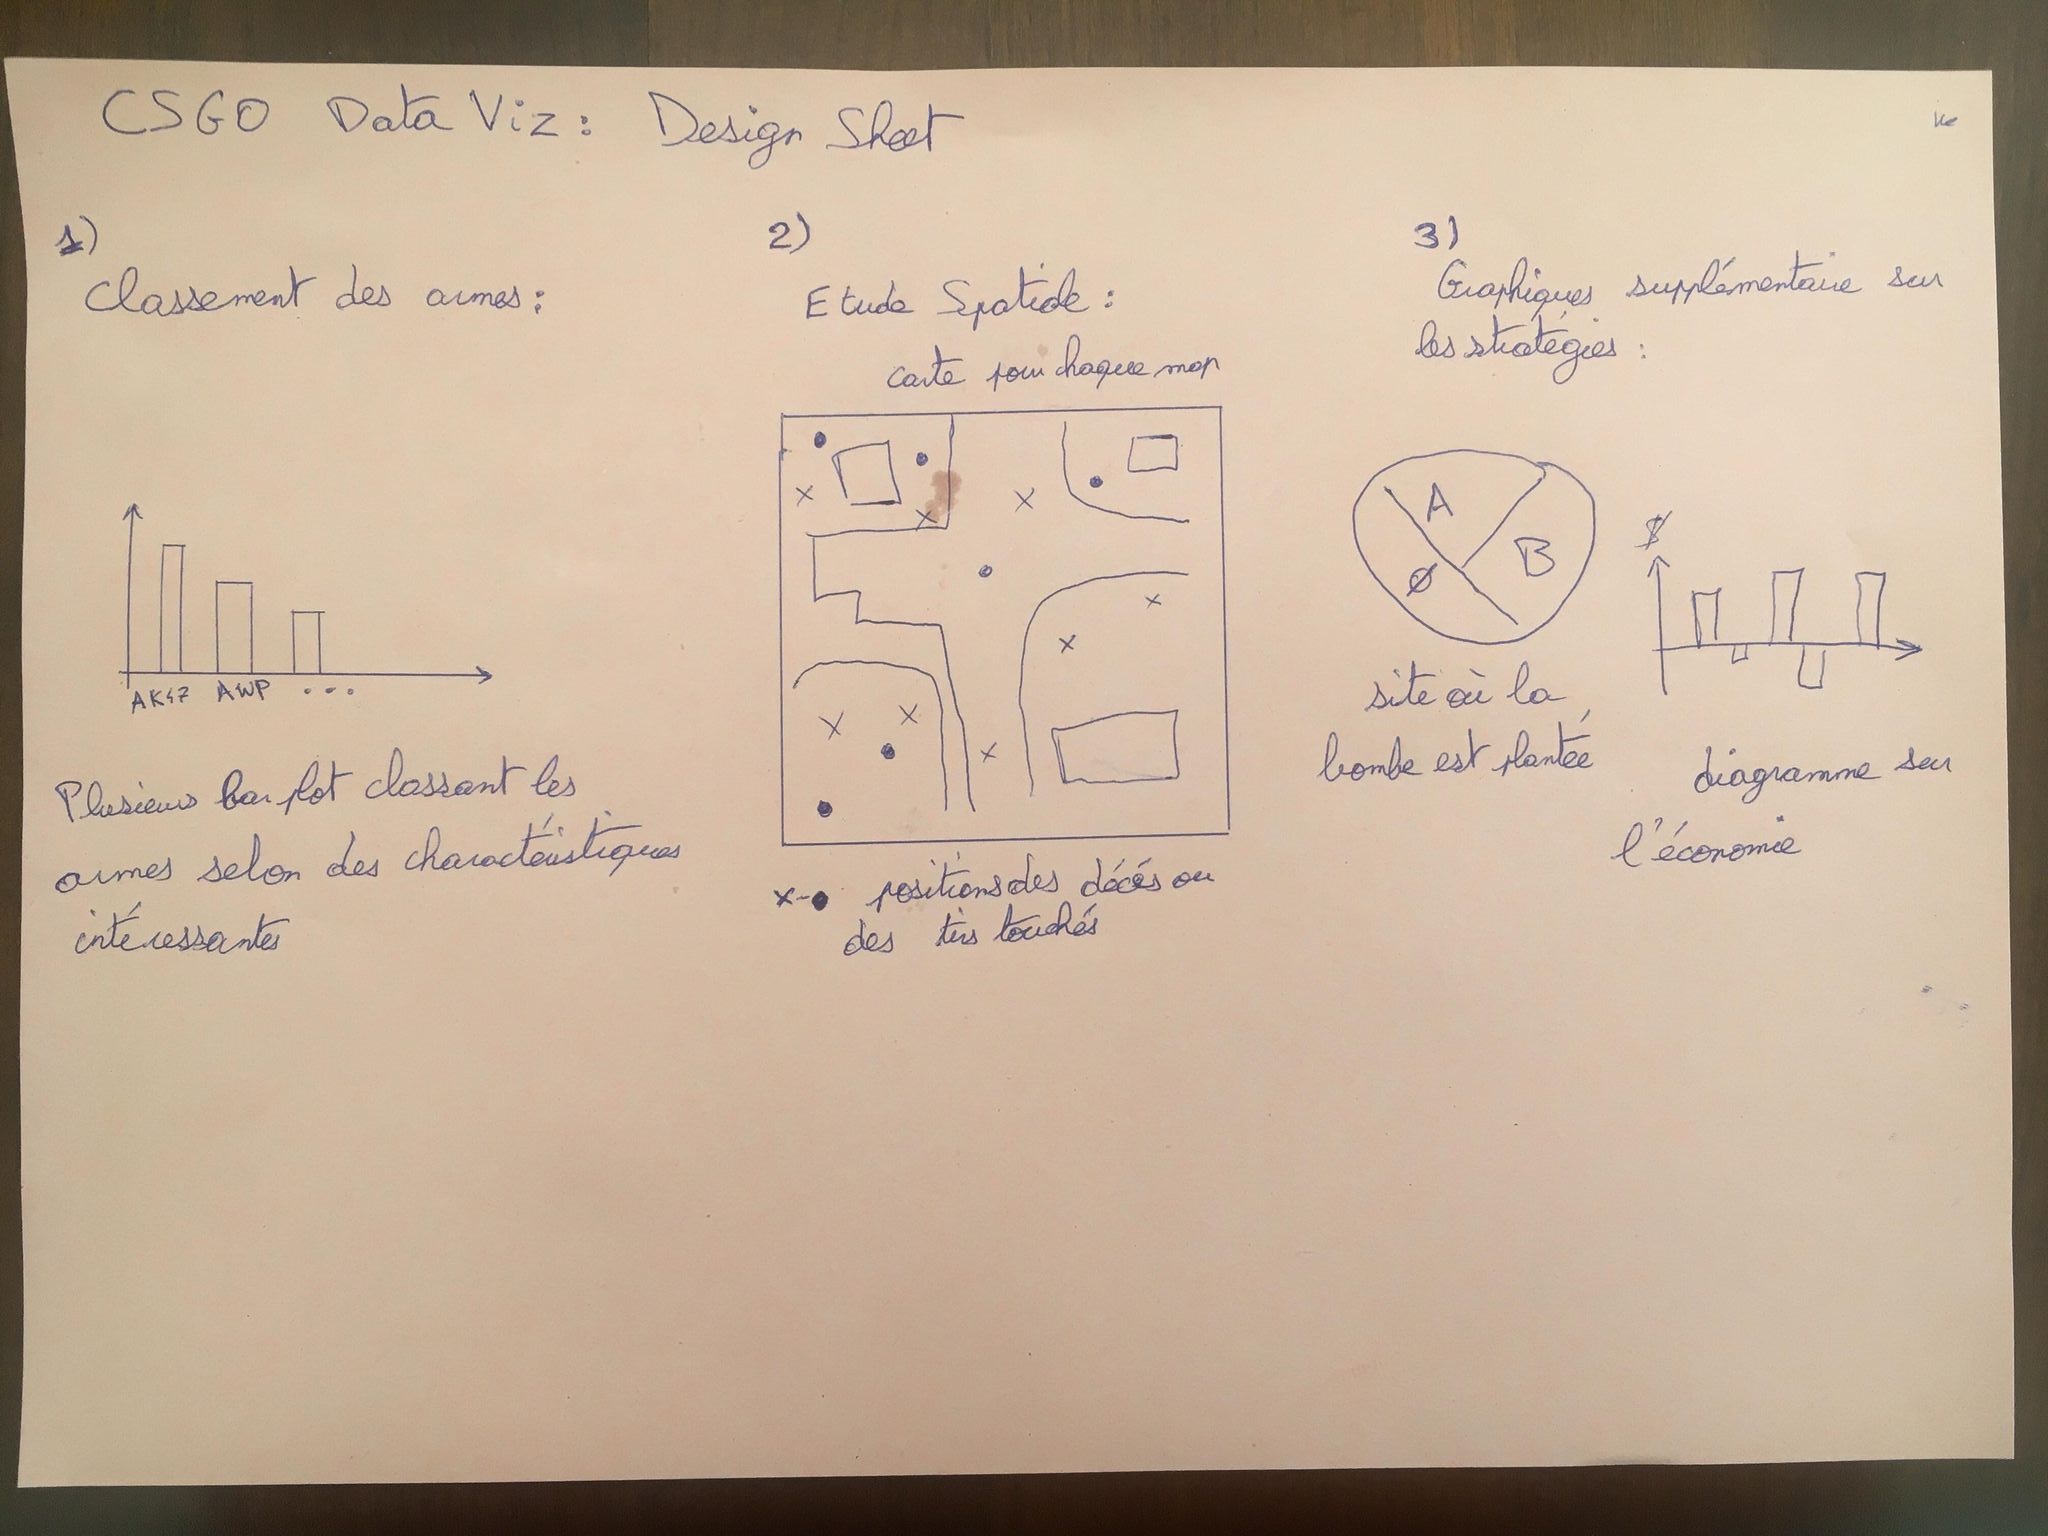 CSGO Data Viz : Design Sheet
1)
Classement des armes :
AK47 AWP ...
Plusieurs bar plot classant les
armes selon des charactéristiques
intéressantes
2)
Etude Spatiale :
carte pour chaque map
x-● positions des décés ou
des tirs touchés
3)
Graphiques supplémentaire sur
les stratégies :
A
B
Ø
site où la
bombe est plantée
$
diagramme sur
l'économie